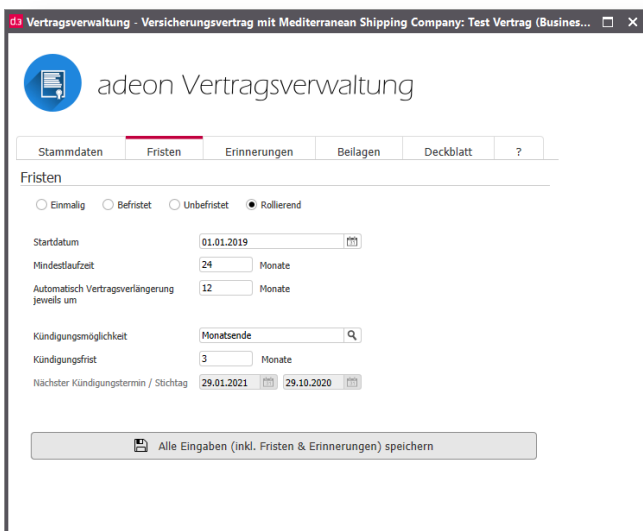 d.3 Vertragsverwaltung - Versicherungsvertrag mit Mediterranean Shipping Company: Test Vertrag (Busines...
adeon Vertragsverwaltung
Stammdaten Fristen Erinnerungen Beilagen Deckblatt ?
Fristen
Einmalig Befristet Unbefristet Rollierend
Startdatum 01.01.2019
Mindestlaufzeit 24 Monate
Automatisch Vertragsverlängerung 12 Monate
jeweils um
Kündigungsmöglichkeit Monatsende
Kündigungsfrist 3 Monate
Nächster Kündigungstermin / Stichtag 29.01.2021 29.10.2020
Alle Eingaben (inkl. Fristen & Erinnerungen) speichern